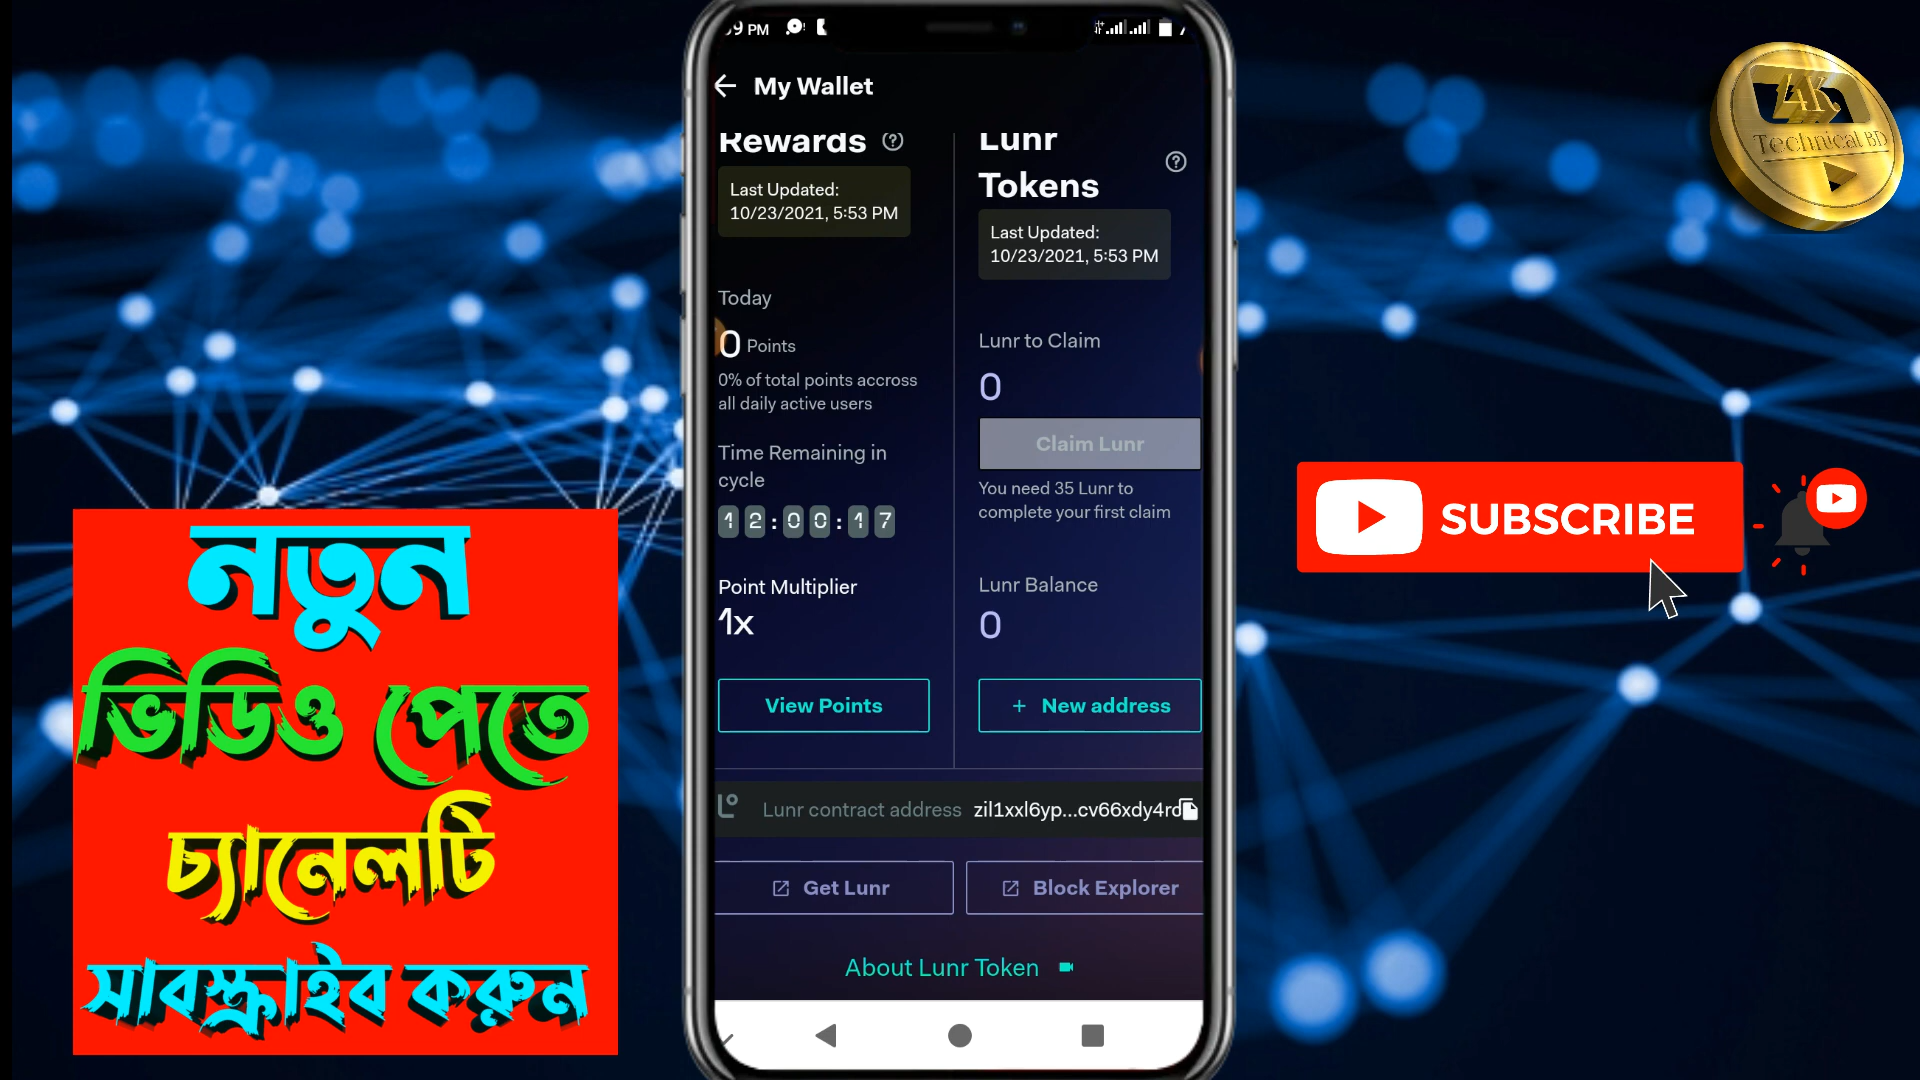 9 PM
My Wallet
Rewards
Last Updated:
10/23/2021, 5:53 PM
Today
0 Points
0% of total points accross
all daily active users
Time Remaining in
cycle
12:00:17
Point Multiplier
1x
View Points
Lunr
Tokens
Last Updated:
10/23/2021, 5:53 PM
Lunr to Claim
0
Claim Lunr
You need 35 Lunr to
complete your first claim
Lunr Balance
0
+ New address
Lunr contract address zil1xxl6yp...cv66xdy4rd
Get Lunr
Block Explorer
About Lunr Token
নতুন
ভিডিও পেতে
চ্যানেলটি
সাবস্ক্রাইব করুন
4K
Technical BD
SUBSCRIBE